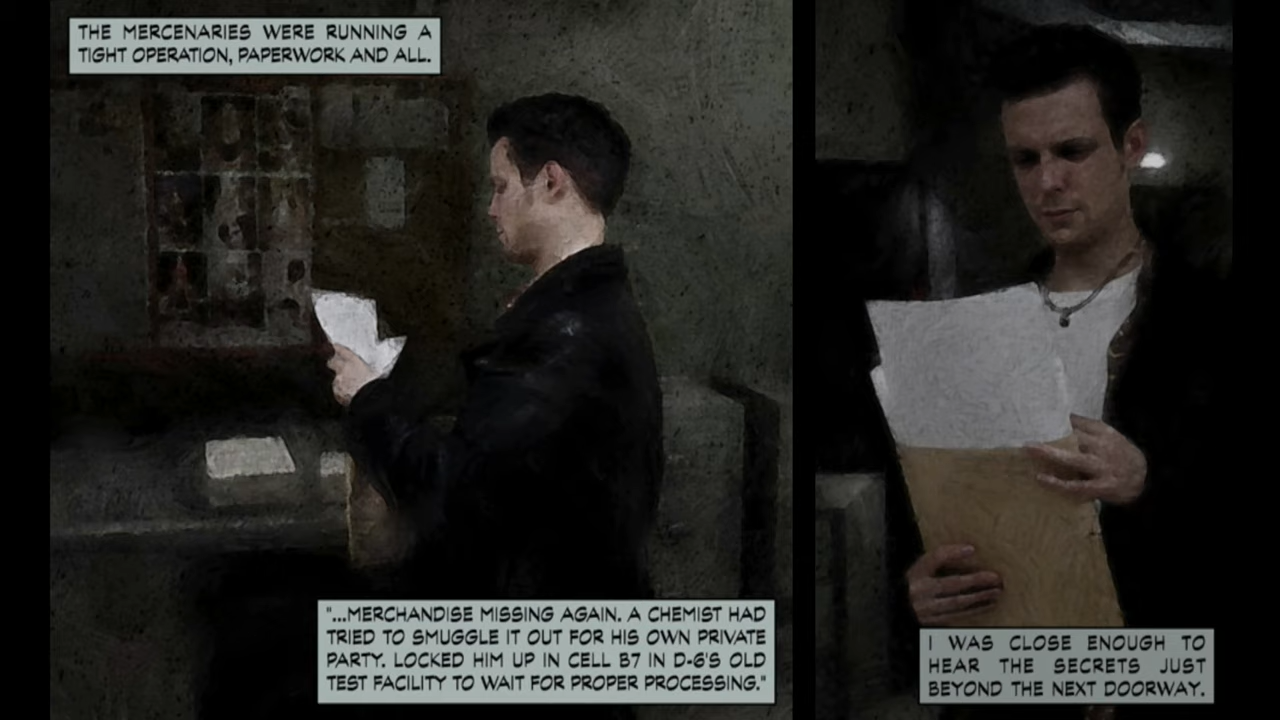 THE MERCENARIES WERE RUNNING A
TIGHT OPERATION, PAPERWORK AND ALL.
"...MERCHANDISE MISSING AGAIN. A CHEMIST HAD
TRIED TO SMUGGLE IT OUT FOR HIS OWN PRIVATE
PARTY. LOCKED HIM UP IN CELL B7 IN D-6'S OLD
TEST FACILITY TO WAIT FOR PROPER PROCESSING."
I WAS CLOSE ENOUGH TO
HEAR THE SECRETS JUST
BEYOND THE NEXT DOORWAY.